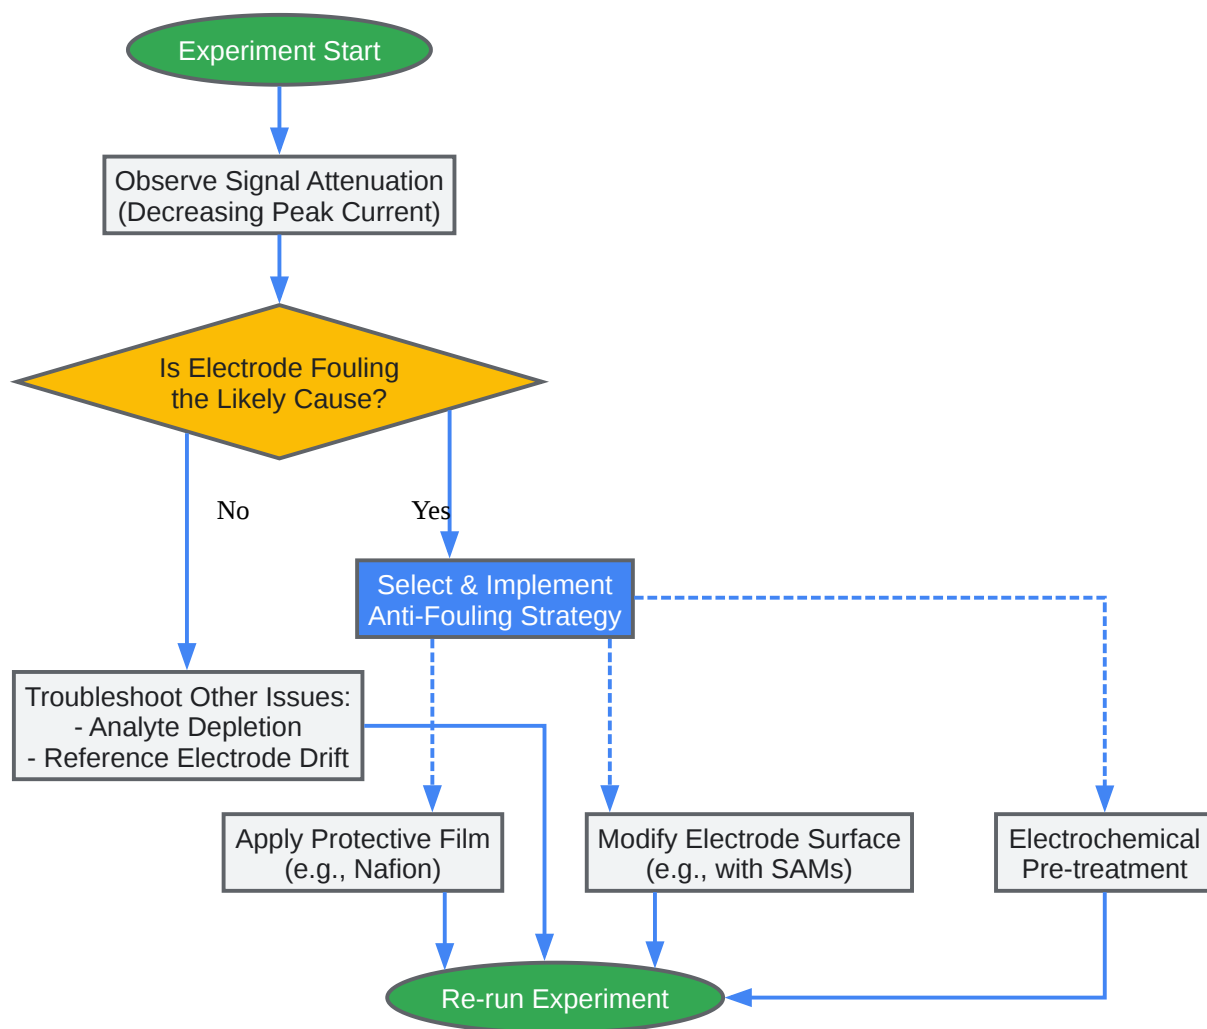 Experiment Start
Observe Signal Attenuation
(Decreasing Peak Current)
Is Electrode Fouling
the Likely Cause?
No
Yes
Select & Implement
Anti-Fouling Strategy
Troubleshoot Other Issues:
- Analyte Depletion
- Reference Electrode Drift
Apply Protective Film
(e.g., Nafion)
Modify Electrode Surface
(e.g., with SAMs)
Electrochemical
Pre-treatment
Re-run Experiment